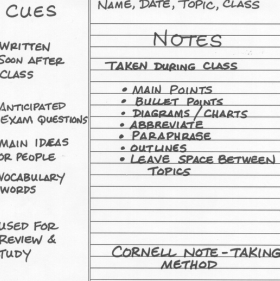 NAME, DATE, TOPIC, CLASS
CUES
WRITTEN
SOON AFTER
CLASS
ANTICIPATED
EXAM QUESTIONS
MAIN IDEAS
OR PEOPLE
VOCABULARY
WORDS
USED FOR
REVIEW &
STUDY
NOTES
TAKEN DURING CLASS
• MAIN POINTS
• BULLET POINTS
• DIAGRAMS / CHARTS
• ABBREVIATE
• PARAPHRASE
• OUTLINES
• LEAVE SPACE BETWEEN
TOPICS
CORNELL NOTE-TAKING
METHOD